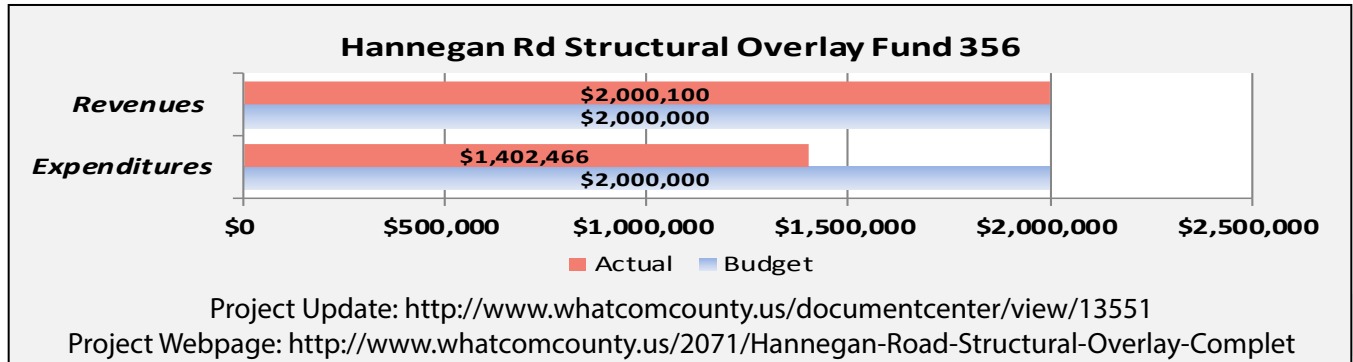 Hannegan Rd Structural Overlay Fund 356
Revenues
$2,000,100
$2,000,000
Expenditures
$1,402,466
$2,000,000
$0 $500,000 $1,000,000 $1,500,000 $2,000,000 $2,500,000
Actual Budget
Project Update: http://www.whatcomcounty.us/documentcenter/view/13551
Project Webpage: http://www.whatcomcounty.us/2071/Hannegan-Road-Structural-Overlay-Complet